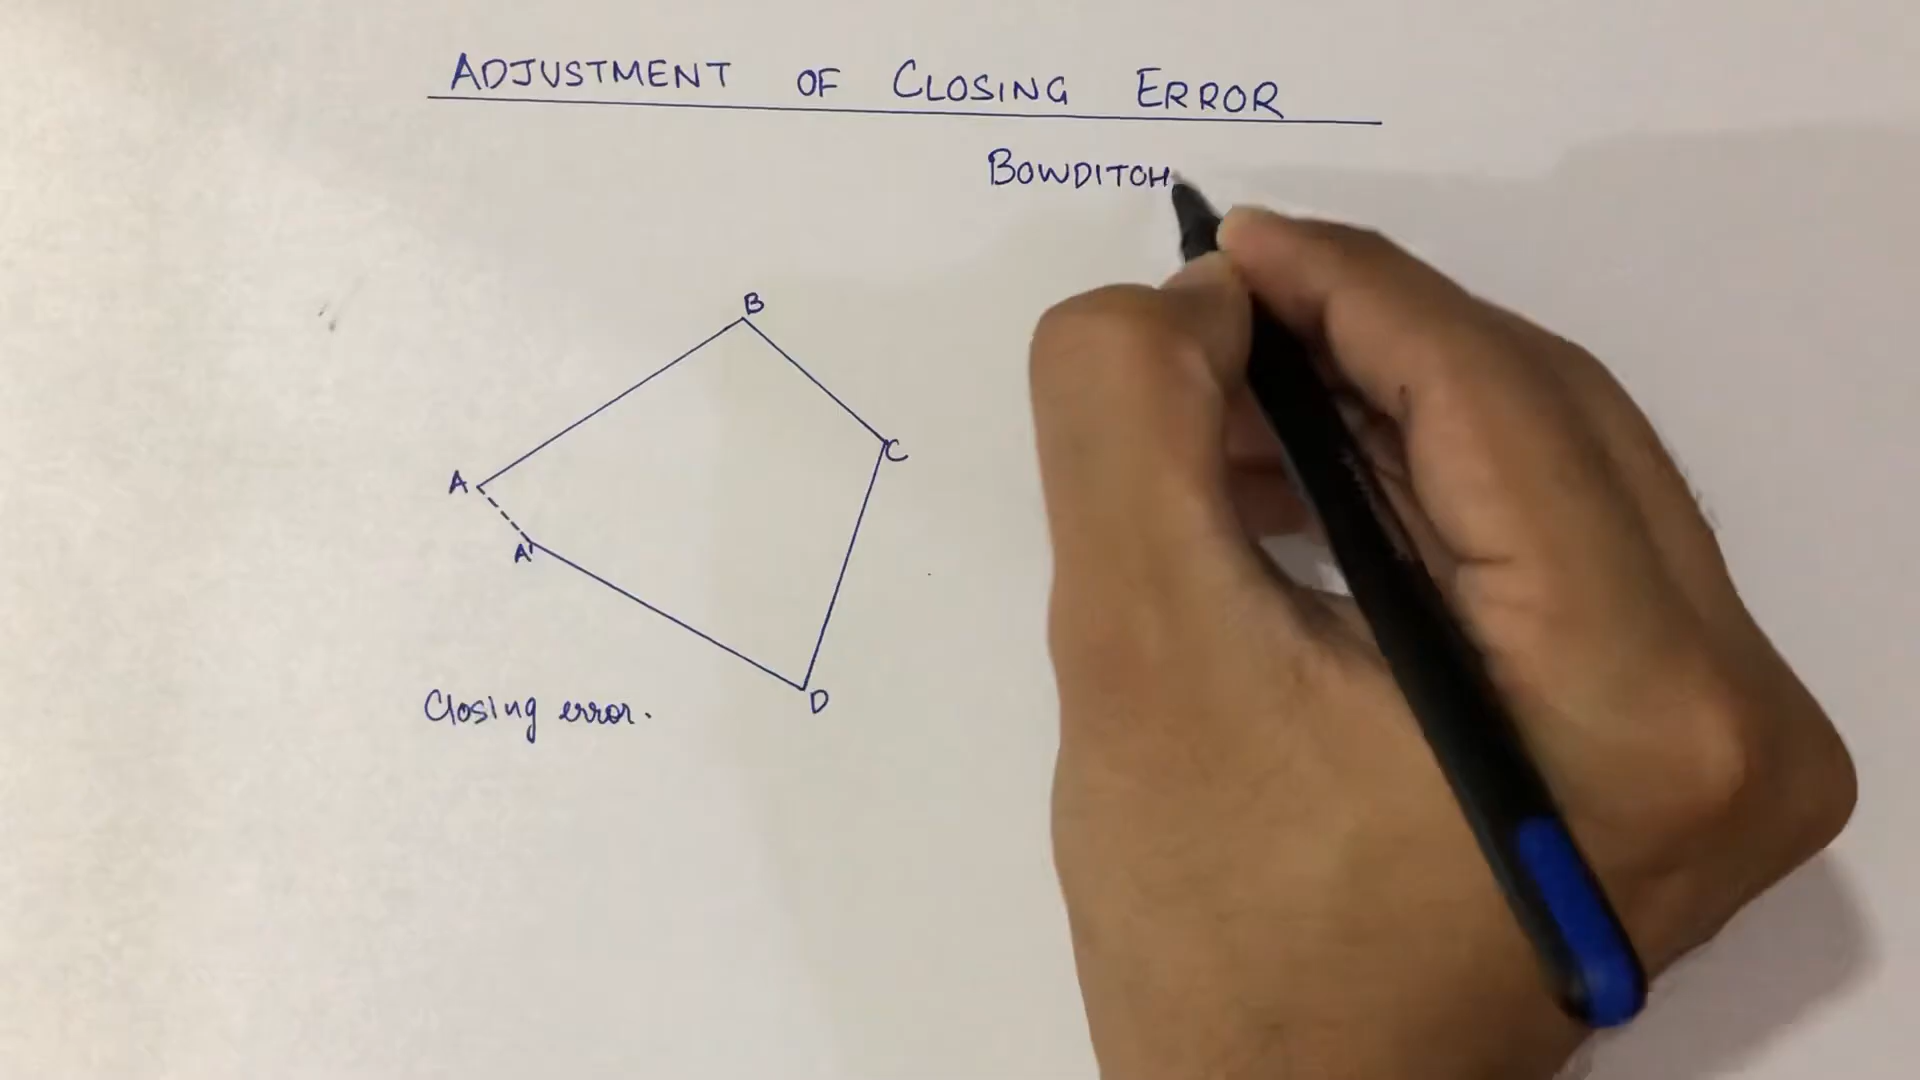 ADJUSTMENT OF CLOSING ERROR
BOWDITCH
B
C
A
A'
D
Closing error.